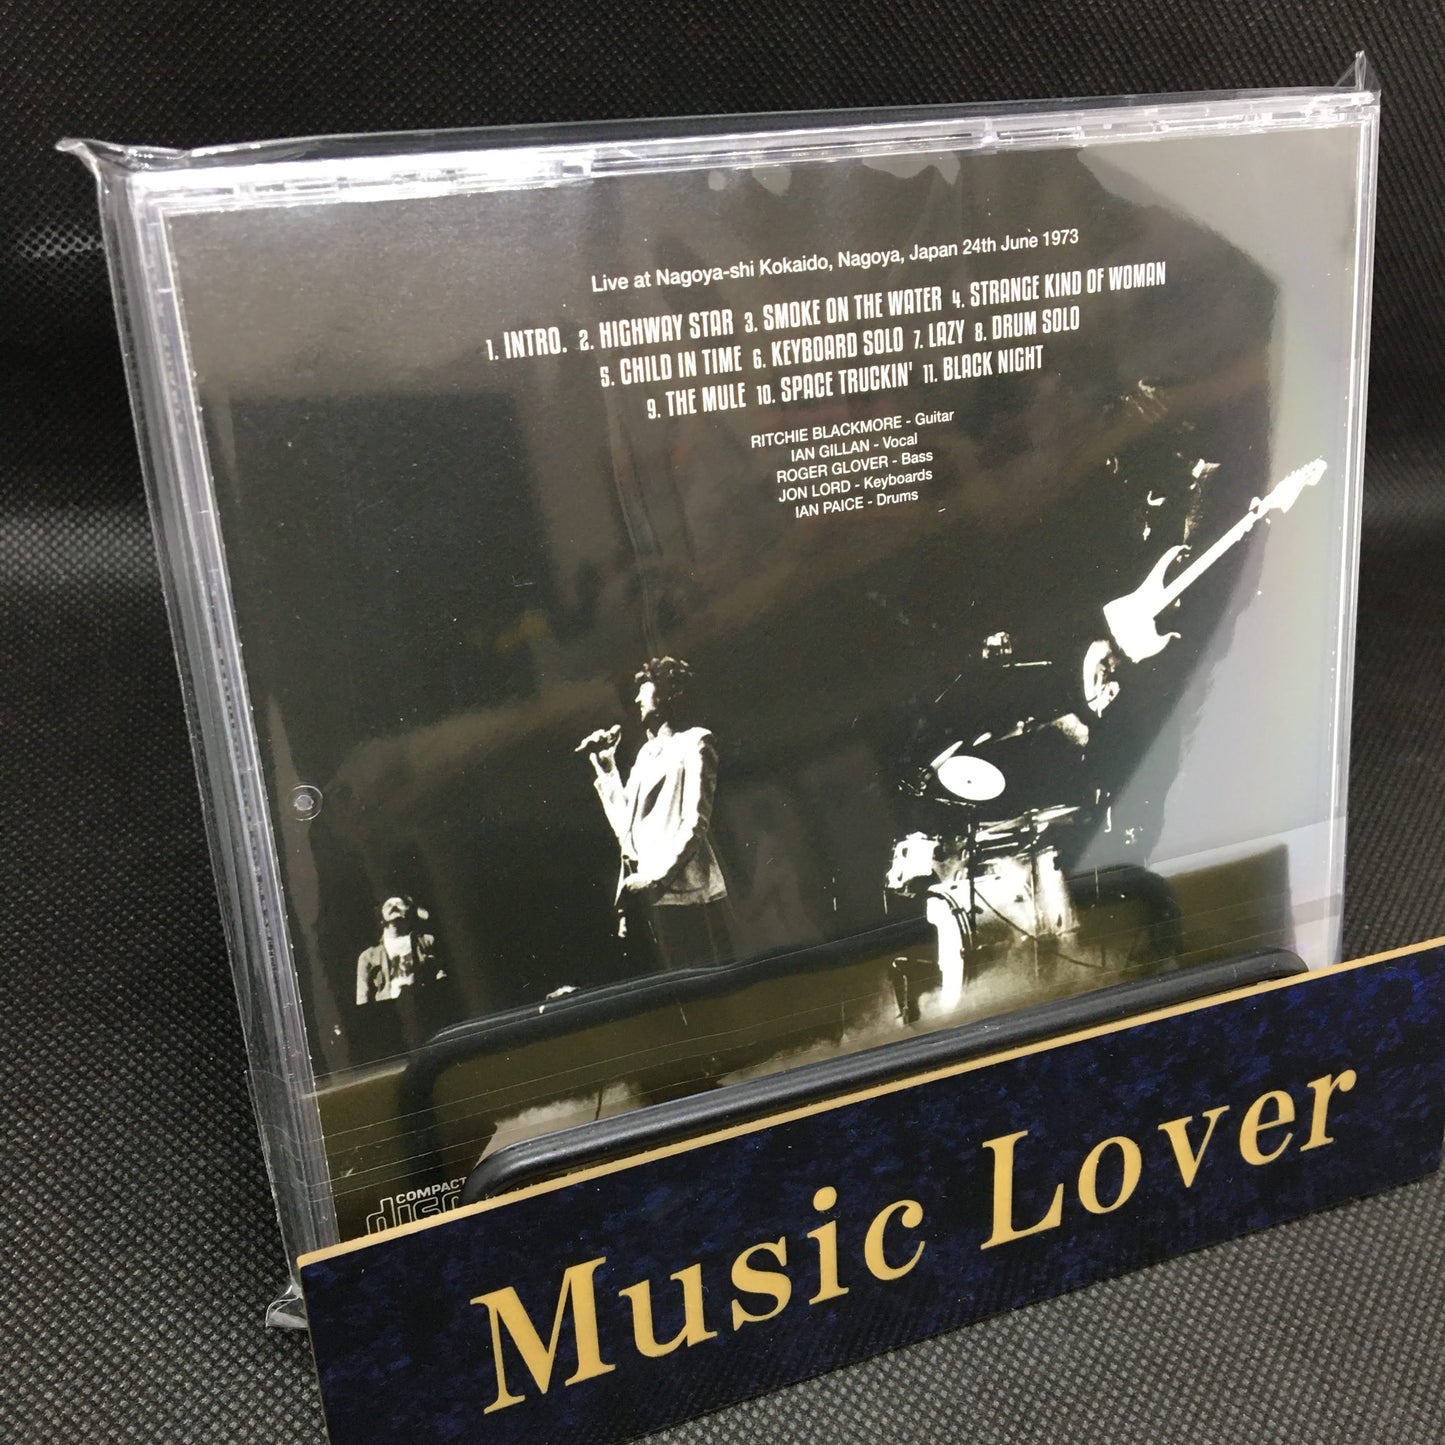 Live at Nagoya-shi Kokaido, Nagoya, Japan 24th June 1973
1. INTRO. 2. HIGHWAY STAR 3. SMOKE ON THE WATER 4. STRANGE KIND OF WOMAN
5. CHILD IN TIME 6. KEYBOARD SOLO 7. LAZY 8. DRUM SOLO
9. THE MULE 10. SPACE TRUCKIN' 11. BLACK NIGHT
RITCHIE BLACKMORE - Guitar
IAN GILLAN - Vocal
ROGER GLOVER - Bass
JON LORD - Keyboards
IAN PAICE - Drums
COMPACT
disc
Music Lover